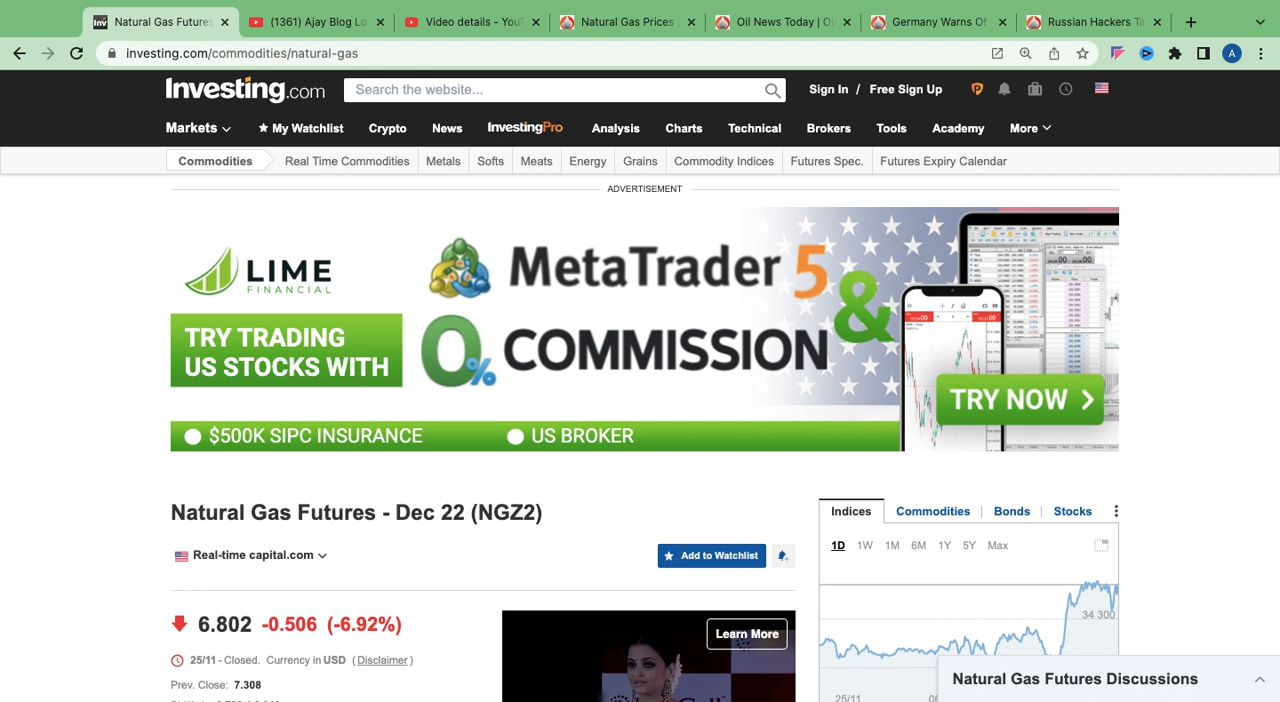 Natural Gas Futures
(1361) Ajay Blog Lo
Video details - You
Natural Gas Prices |
Oil News Today | Oi
Germany Warns Of
Russian Hackers Ta
investing.com/commodities/natural-gas
A
Investing.com
Search the website...
Sign In / Free Sign Up
Markets
My Watchlist
Crypto
News
InvestingPro
Analysis
Charts
Technical
Brokers
Tools
Academy
More
Commodities
Real Time Commodities
Metals
Softs
Meats
Energy
Grains
Commodity Indices
Futures Spec.
Futures Expiry Calendar
ADVERTISEMENT
LIME
FINANCIAL
TRY TRADING
US STOCKS WITH
MetaTrader 5 &
0% COMMISSION
TRY NOW
$500K SIPC INSURANCE
US BROKER
Natural Gas Futures - Dec 22 (NGZ2)
Real-time capital.com
Add to Watchlist
6.802 -0.506 (-6.92%)
25/11 - Closed. Currency in USD (Disclaimer)
Prev. Close: 7.308
Learn More
Indices
Commodities
Bonds
Stocks
1D 1W 1M 6M 1Y 5Y Max
34 300
25/11
Natural Gas Futures Discussions